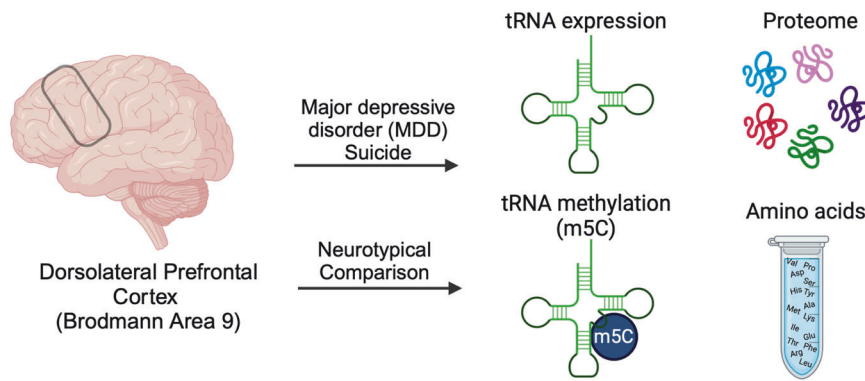 tRNA expression
Proteome
Major depressive
disorder (MDD)
Suicide
tRNA methylation
(m5C)
Amino acids
Neurotypical
Comparison
Dorsolateral Prefrontal
Cortex
(Brodmann Area 9)
m5C
Val Pro
Asp
Ser
His Tyr
Ala
Met Lys
Ile
Glu
Thr Phe
Arg
Leu